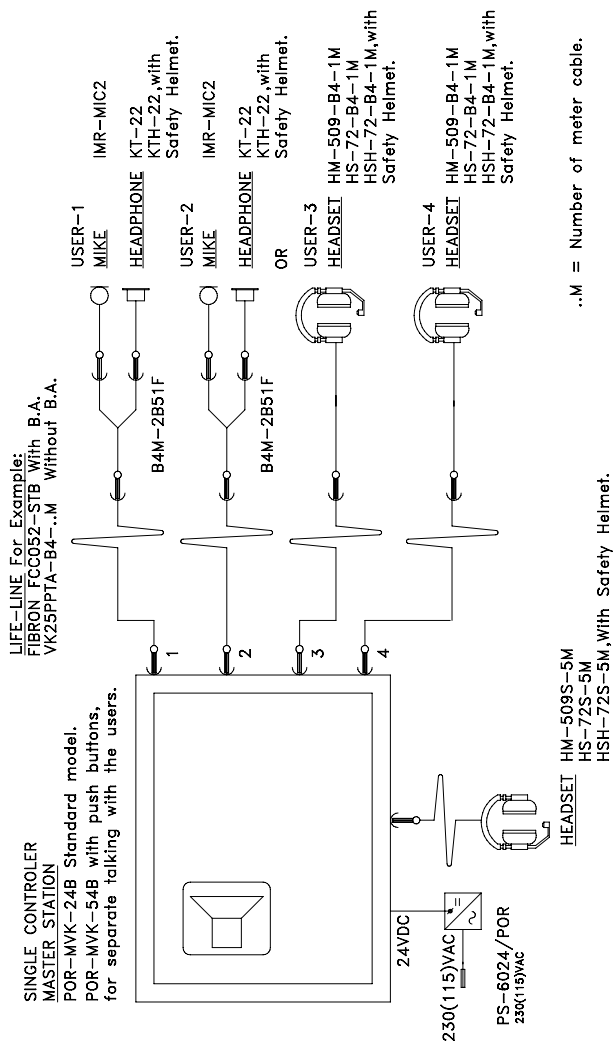 SINGLE CONTROLER
MASTER STATION
POR-MVK-24B Standard model.
POR-MVK-54B with push buttons,
for separate talking with the users.
LIFE-LINE For Example:
FIBRON FCC052-STB With B.A.
VK25PPTA-B4-..M Without B.A.
1
2
3
4
B4M-2B51F
B4M-2B51F
USER-1
MIKE IMR-MIC2
HEADPHONE KT-22
KTH-22,with
Safety Helmet.
USER-2
MIKE IMR-MIC2
HEADPHONE KT-22
KTH-22,with
Safety Helmet.
OR
USER-3
HEADSET HM-509-B4-1M
HS-72-B4-1M
HSH-72-B4-1M,with
Safety Helmet.
USER-4
HEADSET HM-509-B4-1M
HS-72-B4-1M
HSH-72-B4-1M,with
Safety Helmet.
24VDC
230(115)VAC
PS-6024/POR
230(115)VAC
HEADSET HM-509S-5M
HS-72S-5M
HSH-72S-5M,With Safety Helmet.
..M = Number of meter cable.